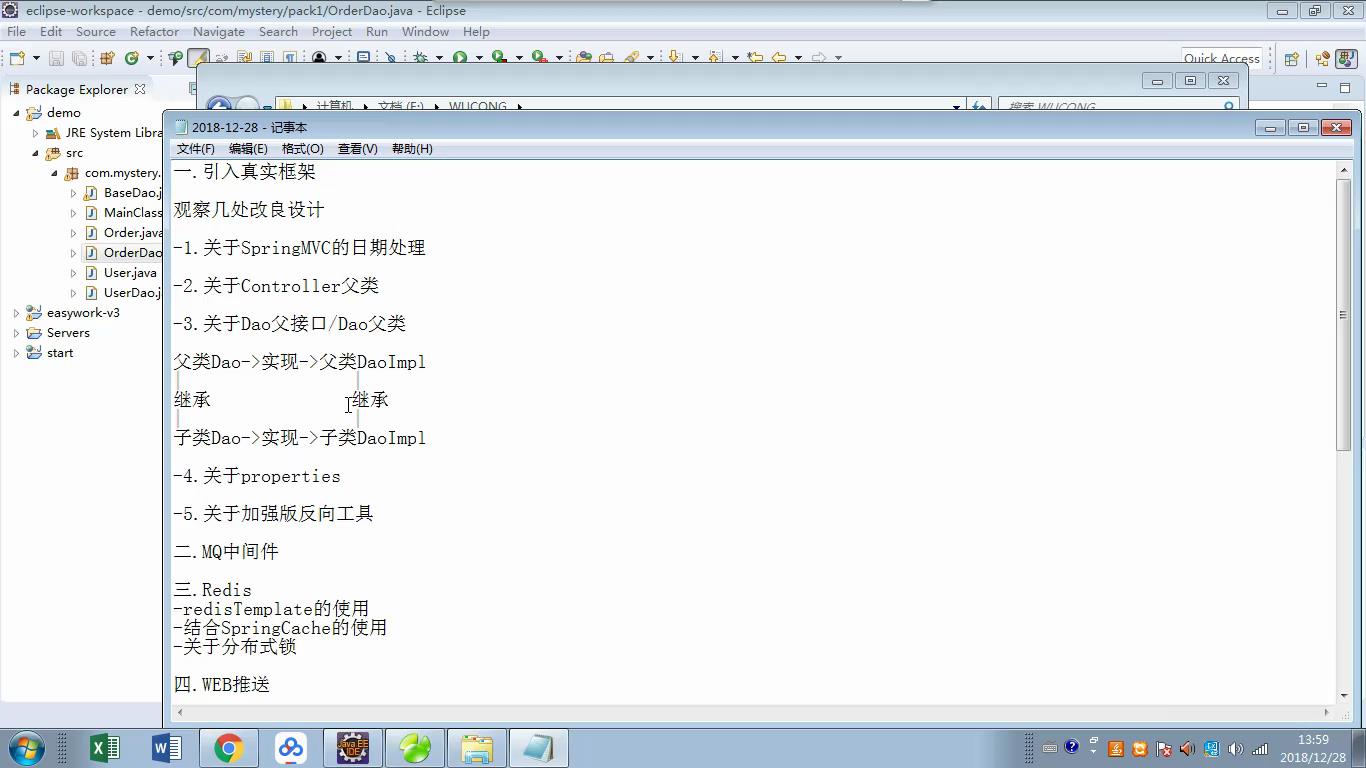 eclipse-workspace - demo/src/com/mystery/pack1/OrderDao.java - Eclipse
File Edit Source Refactor Navigate Search Project Run Window Help
Quick Access
Package Explorer
demo
JRE System Libra
src
com.mystery.
BaseDao.j
MainClass
Order.java
OrderDao
User.java
UserDao.j
easywork-v3
Servers
start
计算机 文档 (E:) WUCONG
搜索 WUCONG
2018-12-28 - 记事本
文件(F) 编辑(E) 格式(O) 查看(V) 帮助(H)
一.引入真实框架
观察几处改良设计
-1.关于SpringMVC的日期处理
-2.关于Controller父类
-3.关于Dao父接口/Dao父类
父类Dao->实现->父类DaoImpl
| |
继承 继承
| |
子类Dao->实现->子类DaoImpl
-4.关于properties
-5.关于加强版反向工具
二.MQ中间件
三.Redis
-redisTemplate的使用
-结合SpringCache的使用
-关于分布式锁
四.WEB推送
Java EE
IDE
13:59
2018/12/28